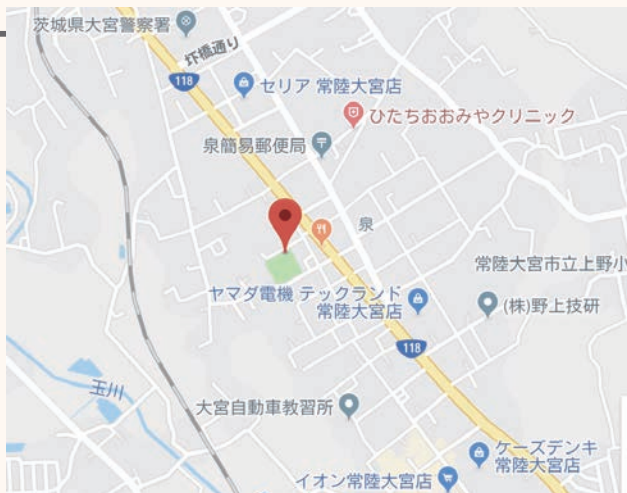 茨城県大宮警察署
圷橋通り
118
セリア 常陸大宮店
ひたちおおみやクリニック
泉簡易郵便局
泉
常陸大宮市立上野小
ヤマダ電機 テックランド
常陸大宮店
(株)野上技研
118
玉川
大宮自動車教習所
ケーズデンキ
常陸大宮店
イオン常陸大宮店